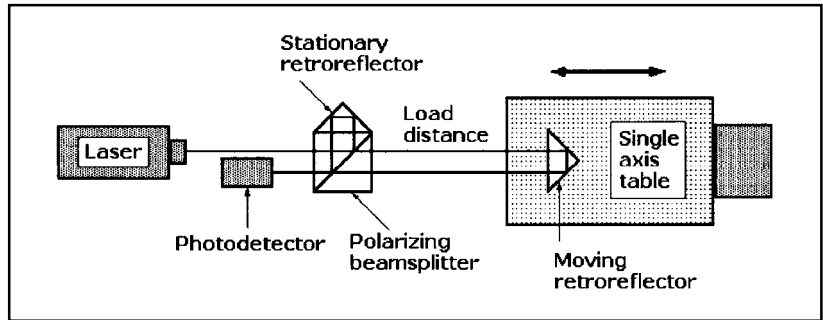 Stationary
retroreflector
Load
distance
Laser
Single
axis
table
Photodetector
Polarizing
beamsplitter
Moving
retroreflector